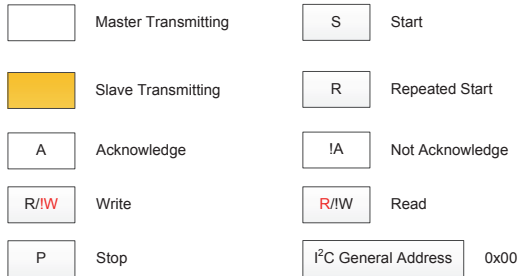 Master Transmitting S Start
Slave Transmitting R Repeated Start
A Acknowledge !A Not Acknowledge
R/!W Write R/!W Read
P Stop I²C General Address 0x00